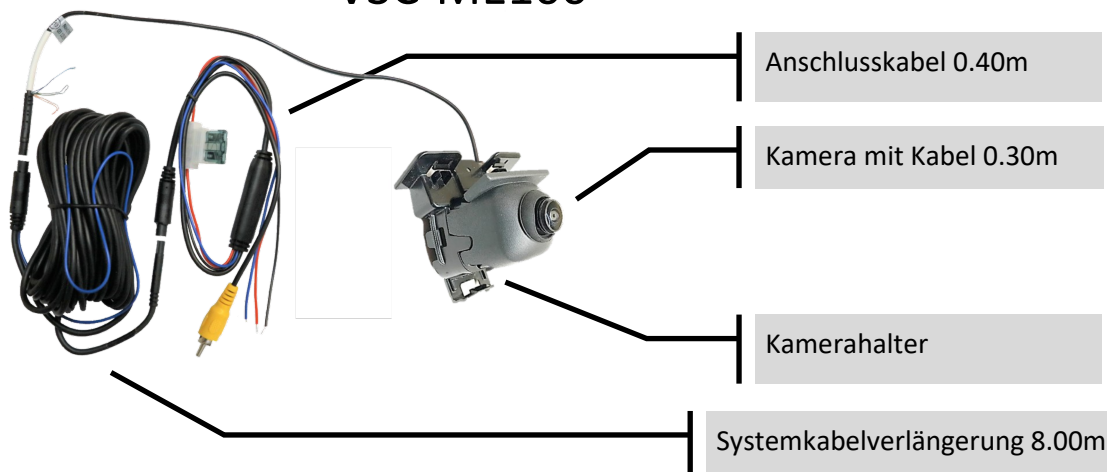 Anschlusskabel 0.40m
Kamera mit Kabel 0.30m
Kamerahalter
Systemkabelverlängerung 8.00m